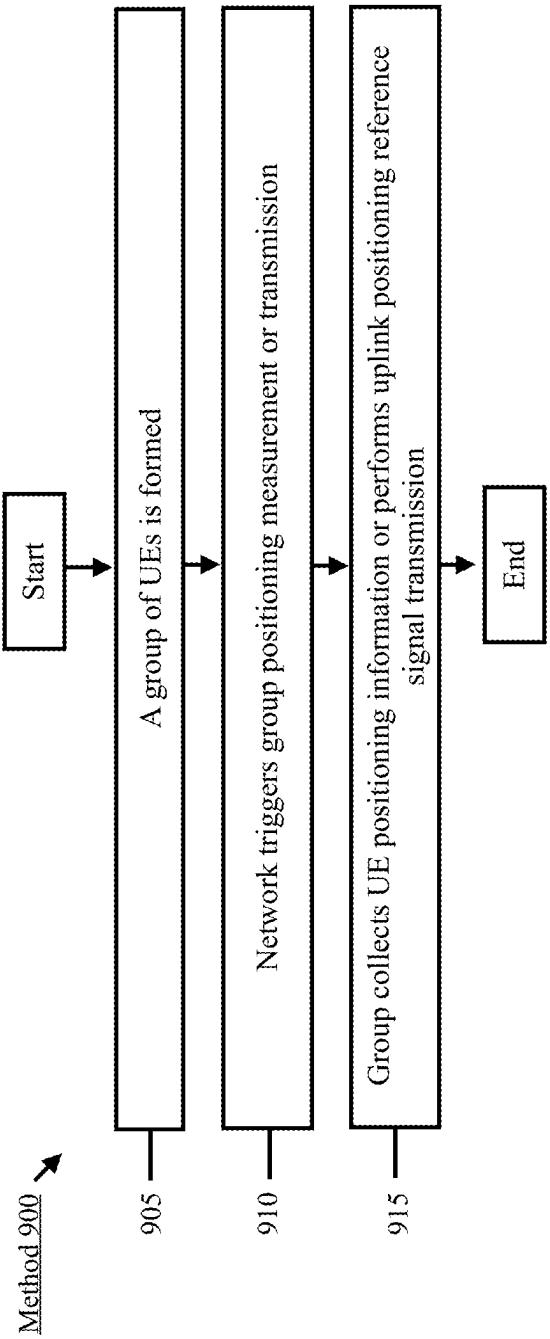 Method 900
Start
905
A group of UEs is formed
910
Network triggers group positioning measurement or transmission
915
Group collects UE positioning information or performs uplink positioning reference
signal transmission
End